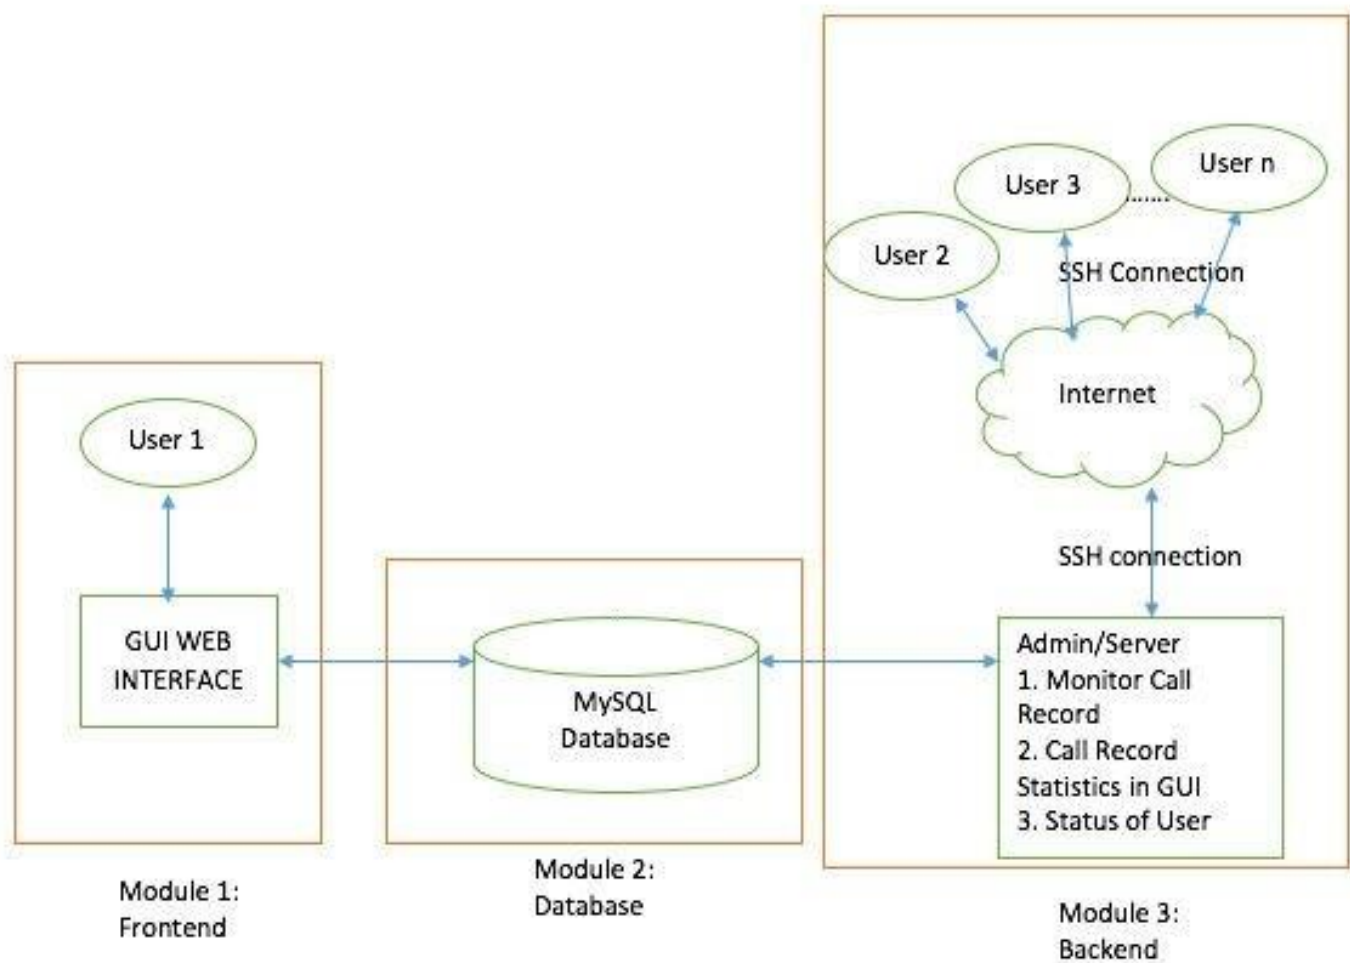 User n
User 3
.......
User 2
SSH Connection
Internet
User 1
SSH connection
GUI WEB
INTERFACE
MySQL
Database
Admin/Server
1. Monitor Call
Record
2. Call Record
Statistics in GUI
3. Status of User
Module 1:
Frontend
Module 2:
Database
Module 3:
Backend